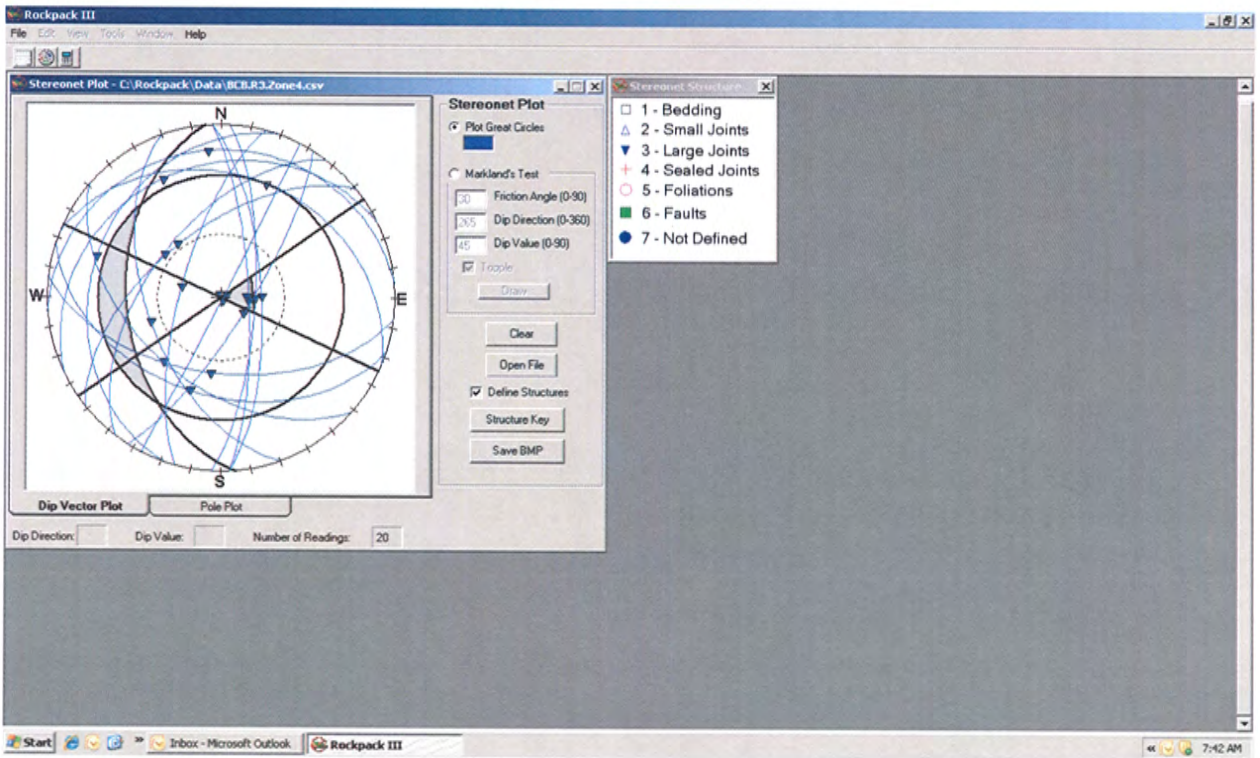 Rockpack III
File Edit View Tools Window Help
Stereonet Plot - C:\Rockpack\Data\BCB.R3.Zone4.csv
N
W
E
S
Dip Vector Plot
Pole Plot
Dip Direction:
Dip Value:
Number of Readings: 20
Stereonet Plot
Plot Great Circles
Markland's Test
30 Friction Angle (0-90)
265 Dip Direction (0-360)
45 Dip Value (0-90)
Topple
Draw
Clear
Open File
Define Structures
Structure Key
Save BMP
Stereonet Structure
1 - Bedding
2 - Small Joints
3 - Large Joints
4 - Sealed Joints
5 - Foliations
6 - Faults
7 - Not Defined
Start
Inbox - Microsoft Outlook
Rockpack III
7:42 AM